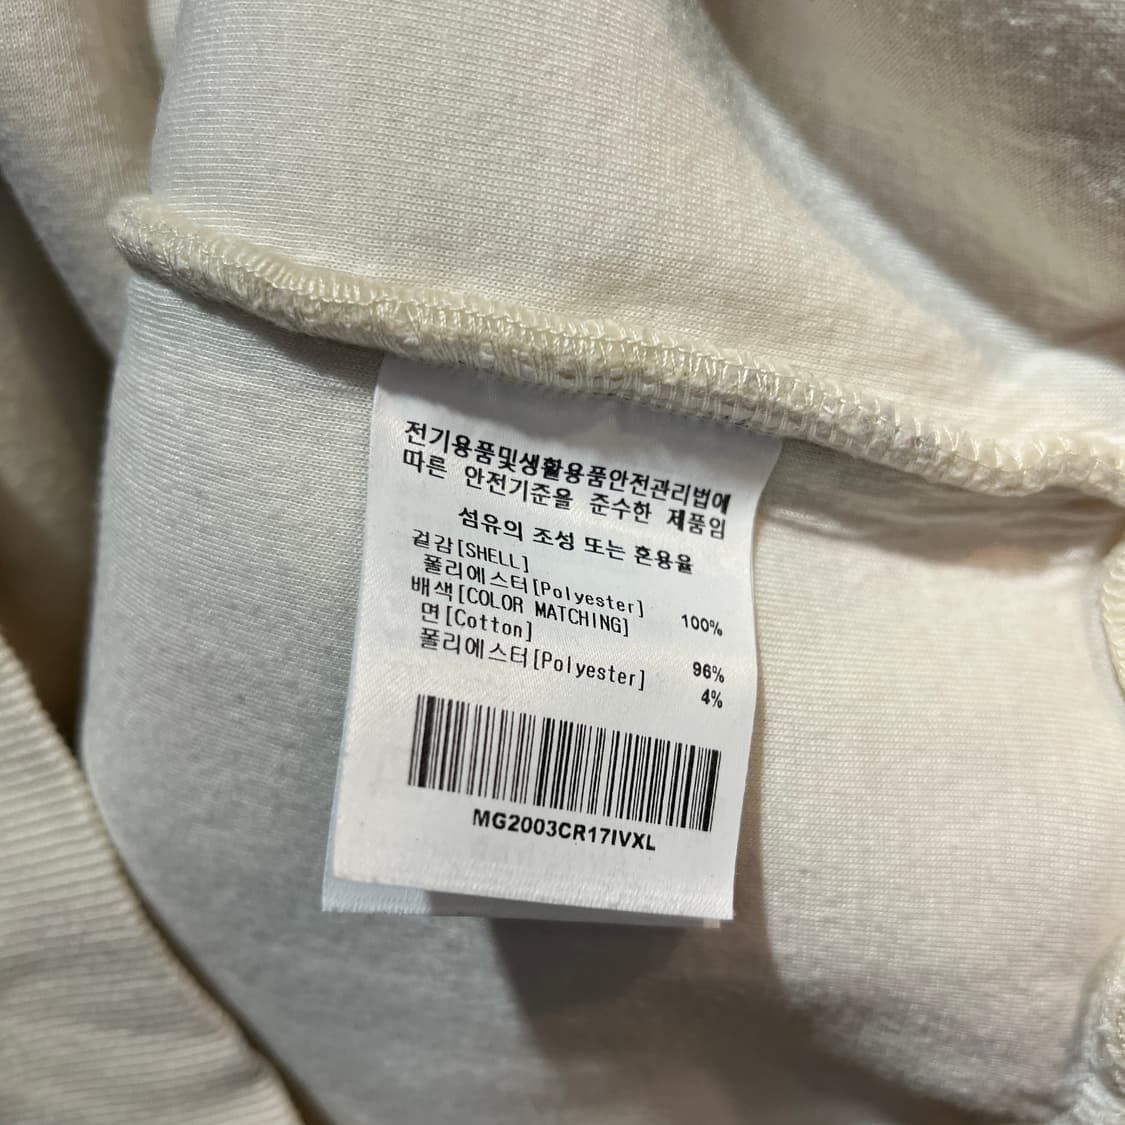 전기용품및생활용품안전관리법에
따른 안전기준을 준수한 제품임
섬유의 조성 또는 혼용율
겉감[SHELL]
폴리에스터[Polyester] 100%
배색[COLOR MATCHING]
면[Cotton] 96%
폴리에스터[Polyester] 4%
MG2003CR17IVXL